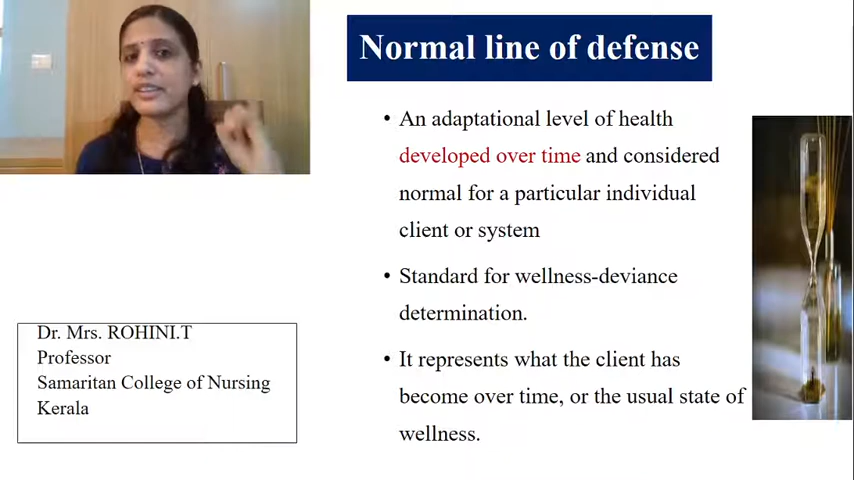 Normal line of defense
• An adaptational level of health
developed over time and considered
normal for a particular individual
client or system
• Standard for wellness-deviance
determination.
• It represents what the client has
become over time, or the usual state of
wellness.
Dr. Mrs. ROHINI.T
Professor
Samaritan College of Nursing
Kerala